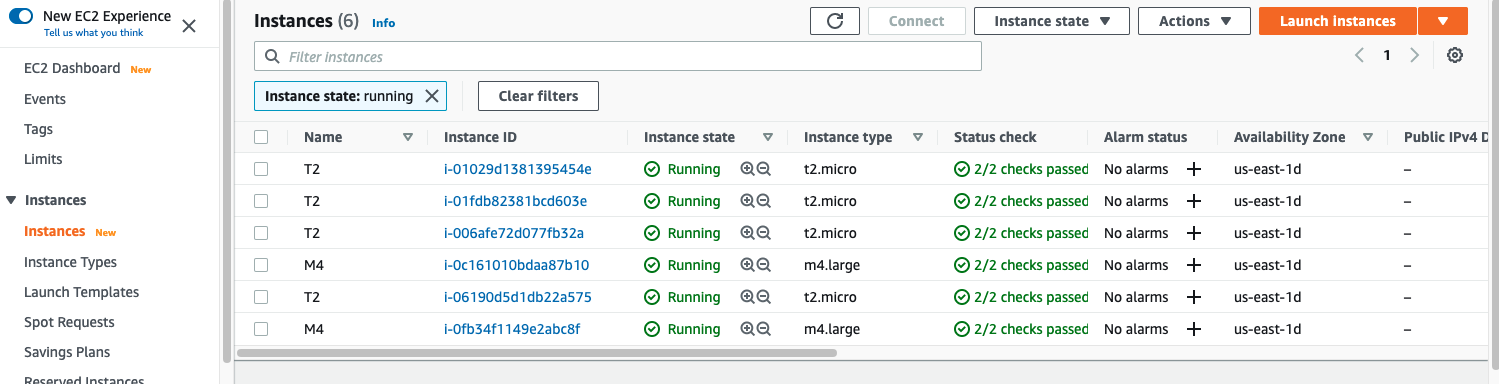 New EC2 Experience
Tell us what you think
EC2 Dashboard New
Events
Tags
Limits
Instances
Instances New
Instance Types
Launch Templates
Spot Requests
Savings Plans
Reserved Instances
Instances (6) Info
Connect
Instance state
Actions
Launch instances
Filter instances
1
Instance state: running
Clear filters
Name Instance ID Instance state Instance type Status check Alarm status Availability Zone Public IPv4 D
T2 i-01029d1381395454e Running t2.micro 2/2 checks passed No alarms + us-east-1d –
T2 i-01fdb82381bcd603e Running t2.micro 2/2 checks passed No alarms + us-east-1d –
T2 i-006afe72d077fb32a Running t2.micro 2/2 checks passed No alarms + us-east-1d –
M4 i-0c161010bdaa87b10 Running m4.large 2/2 checks passed No alarms + us-east-1d –
T2 i-06190d5d1db22a575 Running t2.micro 2/2 checks passed No alarms + us-east-1d –
M4 i-0fb34f1149e2abc8f Running m4.large 2/2 checks passed No alarms + us-east-1d –